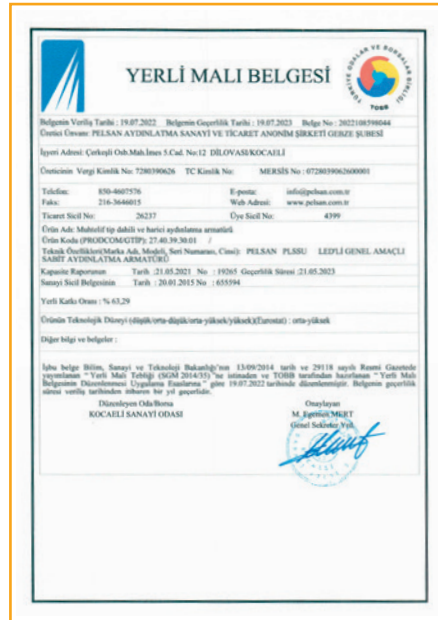 YERLİ MALI BELGESİ
TÜRKİYE ODALAR VE BORSALAR BİRLİĞİ
TOBB
Belgenin Veriliş Tarihi : 19.07.2022 Belgenin Geçerlilik Tarihi : 19.07.2023 Belge No : 2022108598044
Üretici Ünvanı: PELSAN AYDINLATMA SANAYİ VE TİCARET ANONİM ŞİRKETİ GEBZE ŞUBESİ
İşyeri Adresi: Çerkeşli Osb.Mah.İmes 5.Cad. No:12 DİLOVASI/KOCAELİ
Üreticinin Vergi Kimlik No: 7280390626 TC Kimlik No: MERSİS No : 0728039062600001
Telefon: 850-4607576 E-posta: info@pelsan.com.tr
Faks: 216-3646015 Web Adresi: www.pelsan.com.tr
Ticaret Sicil No: 26237 Üye Sicil No: 4399
Ürün Adı: Muhtelif tip dahili ve harici aydınlatma armatürü
Ürün Kodu (PRODCOM/GTİP): 27.40.39.30.01 /
Teknik Özellikleri(Marka Adı, Modeli, Seri Numarası, Cinsi): PELSAN PLSSU LED'Lİ GENEL AMAÇLI
SABİT AYDINLATMA ARMATÜRÜ
Kapasite Raporunun Tarih :21.05.2021 No : 19265 Geçerlilik Süresi :21.05.2023
Sanayi Sicil Belgesinin Tarih : 20.01.2015 No : 655594
Yerli Katkı Oranı : % 63,29
Ürünün Teknolojik Düzeyi (düşük/orta-düşük/orta-yüksek/yüksek)(Eurostat) : orta-yüksek
Diğer bilgi ve belgeler :
İşbu belge Bilim, Sanayi ve Teknoloji Bakanlığı'nın 13/09/2014 tarih ve 29118 sayılı Resmi Gazetede
yayımlanan " Yerli Malı Tebliği (SGM 2014/35) "ne istinaden ve TOBB tarafından hazırlanan " Yerli Malı
Belgesinin Düzenlenmesi Uygulama Esaslarına " göre 19.07.2022 tarihinde düzenlenmiştir. Belgenin geçerlilik
süresi veriliş tarihinden itibaren bir yıl geçerlidir.
Düzenleyen Oda/Borsa Onaylayan
KOCAELİ SANAYİ ODASI M. Egemen MERT
Genel Sekreter Yrd.